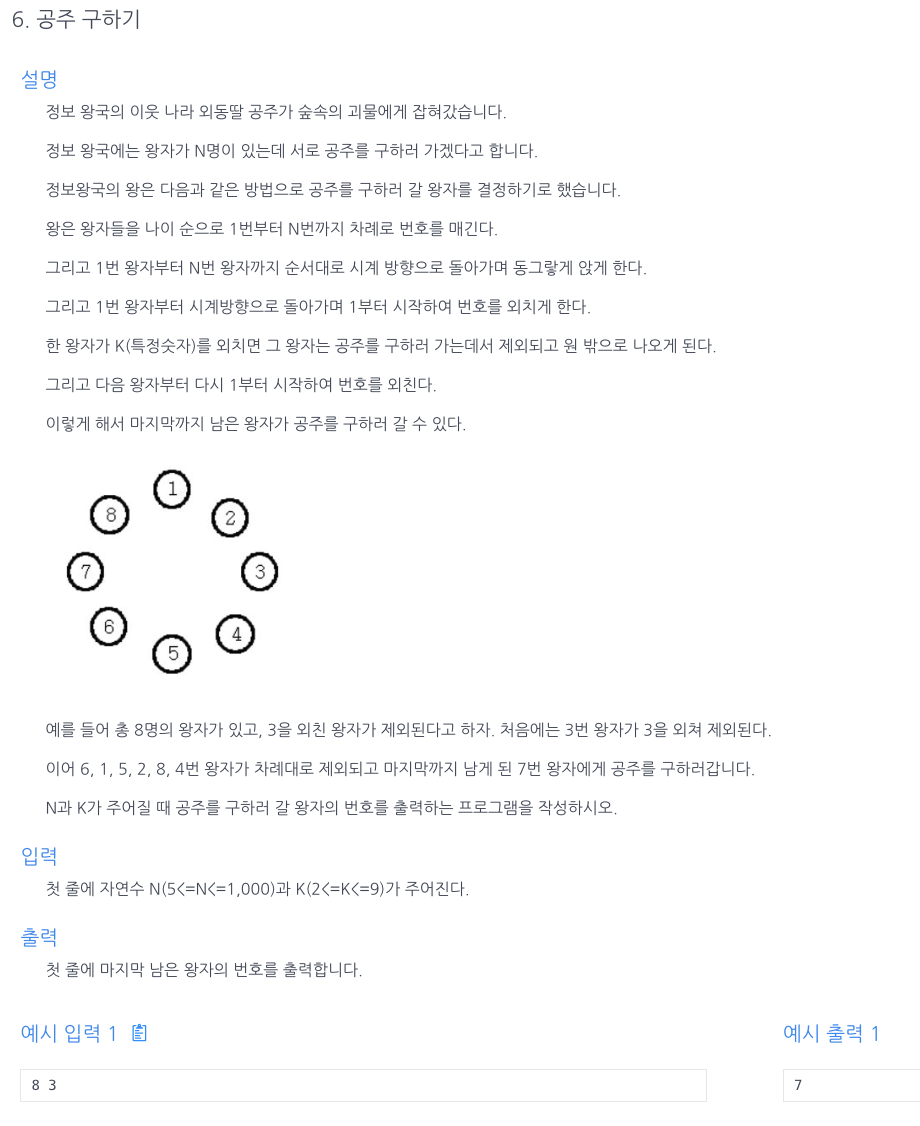 6. 공주 구하기
설명
정보 왕국의 이웃 나라 외동딸 공주가 숲속의 괴물에게 잡혀갔습니다.
정보 왕국에는 왕자가 N명이 있는데 서로 공주를 구하러 가겠다고 합니다.
정보왕국의 왕은 다음과 같은 방법으로 공주를 구하러 갈 왕자를 결정하기로 했습니다.
왕은 왕자들을 나이 순으로 1번부터 N번까지 차례로 번호를 매긴다.
그리고 1번 왕자부터 N번 왕자까지 순서대로 시계 방향으로 돌아가며 동그랗게 앉게 한다.
그리고 1번 왕자부터 시계방향으로 돌아가며 1부터 시작하여 번호를 외치게 한다.
한 왕자가 K(특정숫자)를 외치면 그 왕자는 공주를 구하러 가는데서 제외되고 원 밖으로 나오게 된다.
그리고 다음 왕자부터 다시 1부터 시작하여 번호를 외친다.
이렇게 해서 마지막까지 남은 왕자가 공주를 구하러 갈 수 있다.
1
8
2
7
3
6
4
5
예를 들어 총 8명의 왕자가 있고, 3을 외친 왕자가 제외된다고 하자. 처음에는 3번 왕자가 3을 외쳐 제외된다.
이어 6, 1, 5, 2, 8, 4번 왕자가 차례대로 제외되고 마지막까지 남게 된 7번 왕자에게 공주를 구하러갑니다.
N과 K가 주어질 때 공주를 구하러 갈 왕자의 번호를 출력하는 프로그램을 작성하시오.
입력
첫 줄에 자연수 N(5<=N<=1,000)과 K(2<=K<=9)가 주어진다.
출력
첫 줄에 마지막 남은 왕자의 번호를 출력합니다.
예시 입력 1
예시 출력 1
8 3
7